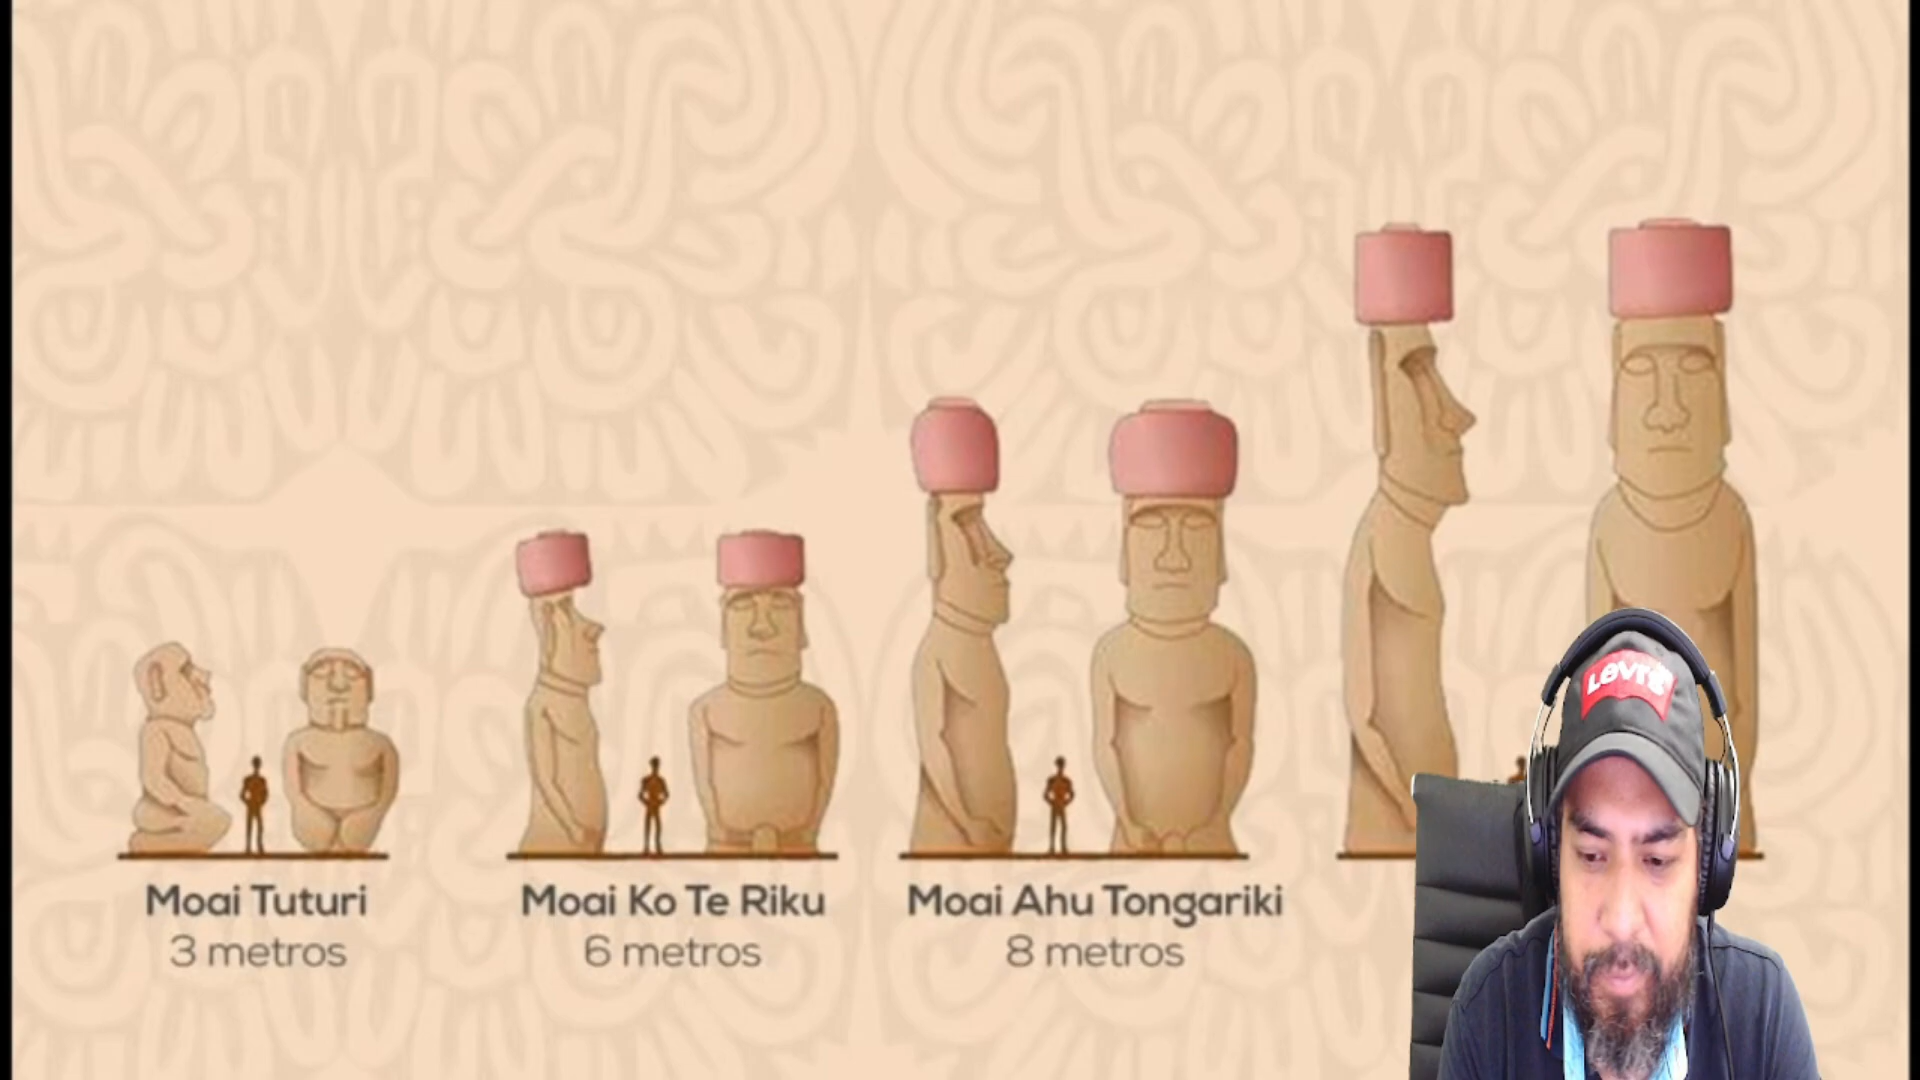 Moai Tuturi
3 metros
Moai Ko Te Riku
6 metros
Moai Ahu Tongariki
8 metros
Levi's